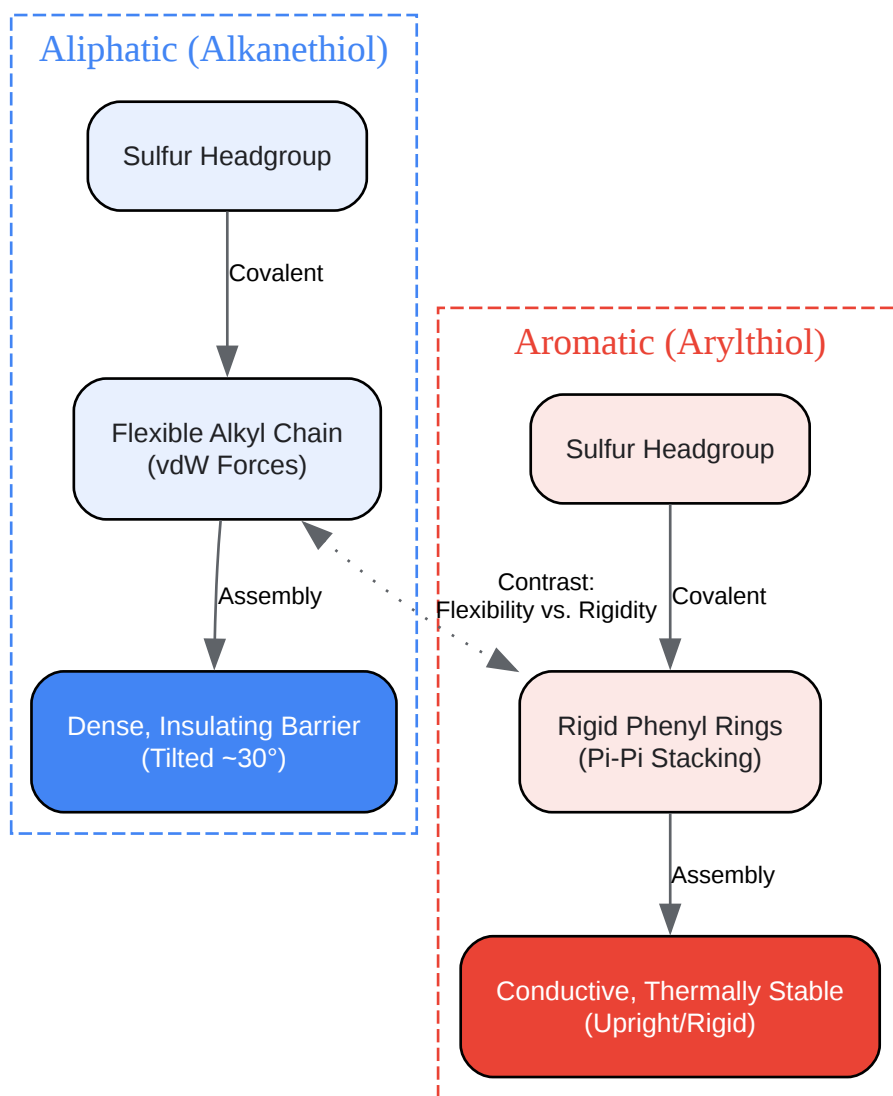 Aliphatic (Alkanethiol)
Sulfur Headgroup
Covalent
Flexible Alkyl Chain
(vdW Forces)
Assembly
Dense, Insulating Barrier
(Tilted ~30°)
Contrast:
Flexibility vs. Rigidity
Aromatic (Arylthiol)
Sulfur Headgroup
Covalent
Rigid Phenyl Rings
(Pi-Pi Stacking)
Assembly
Conductive, Thermally Stable
(Upright/Rigid)